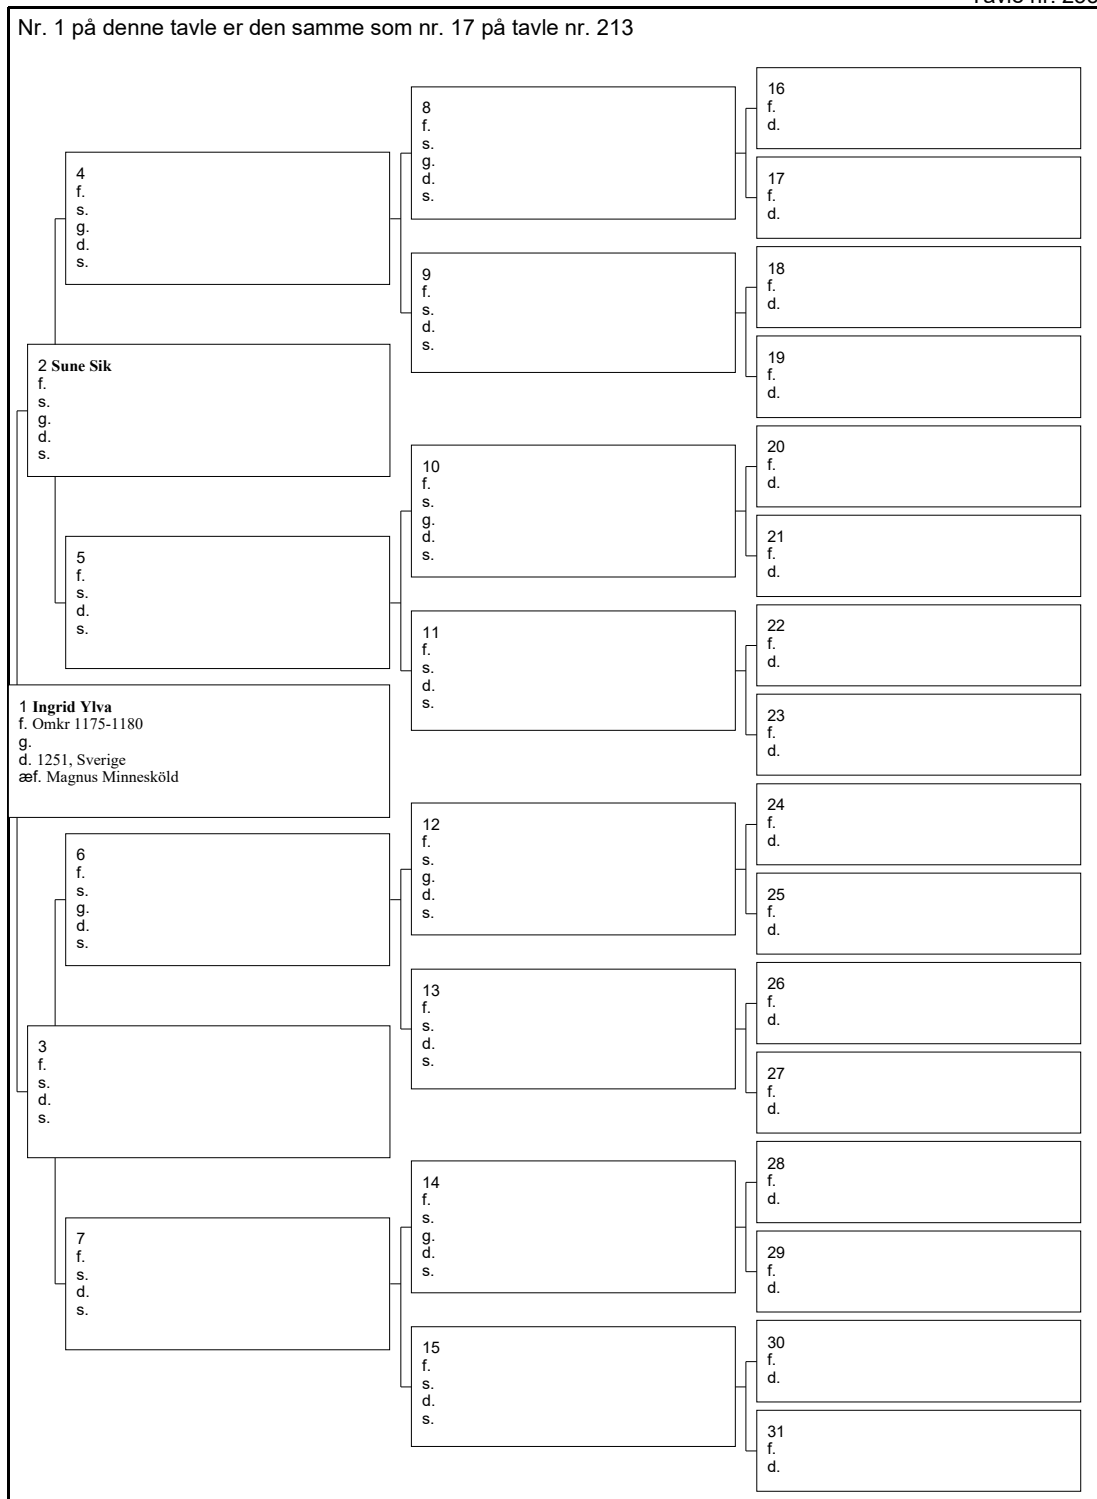 Nr. 1 på denne tavle er den samme som nr. 17 på tavle nr. 213
16
f.
d.
8
f.
s.
g.
d.
s.
17
f.
d.
4
f.
s.
g.
d.
s.
18
f.
d.
9
f.
s.
d.
s.
19
f.
d.
2 Sune Sik
f.
s.
g.
d.
s.
20
f.
d.
10
f.
s.
g.
d.
s.
21
f.
d.
5
f.
s.
d.
s.
22
f.
d.
11
f.
s.
d.
s.
23
f.
d.
1 Ingrid Ylva
f. Omkr 1175-1180
g.
d. 1251, Sverige
æf. Magnus Minnesköld
24
f.
d.
12
f.
s.
g.
d.
s.
25
f.
d.
6
f.
s.
g.
d.
s.
26
f.
d.
13
f.
s.
d.
s.
27
f.
d.
3
f.
s.
d.
s.
28
f.
d.
14
f.
s.
g.
d.
s.
29
f.
d.
7
f.
s.
d.
s.
30
f.
d.
15
f.
s.
d.
s.
31
f.
d.